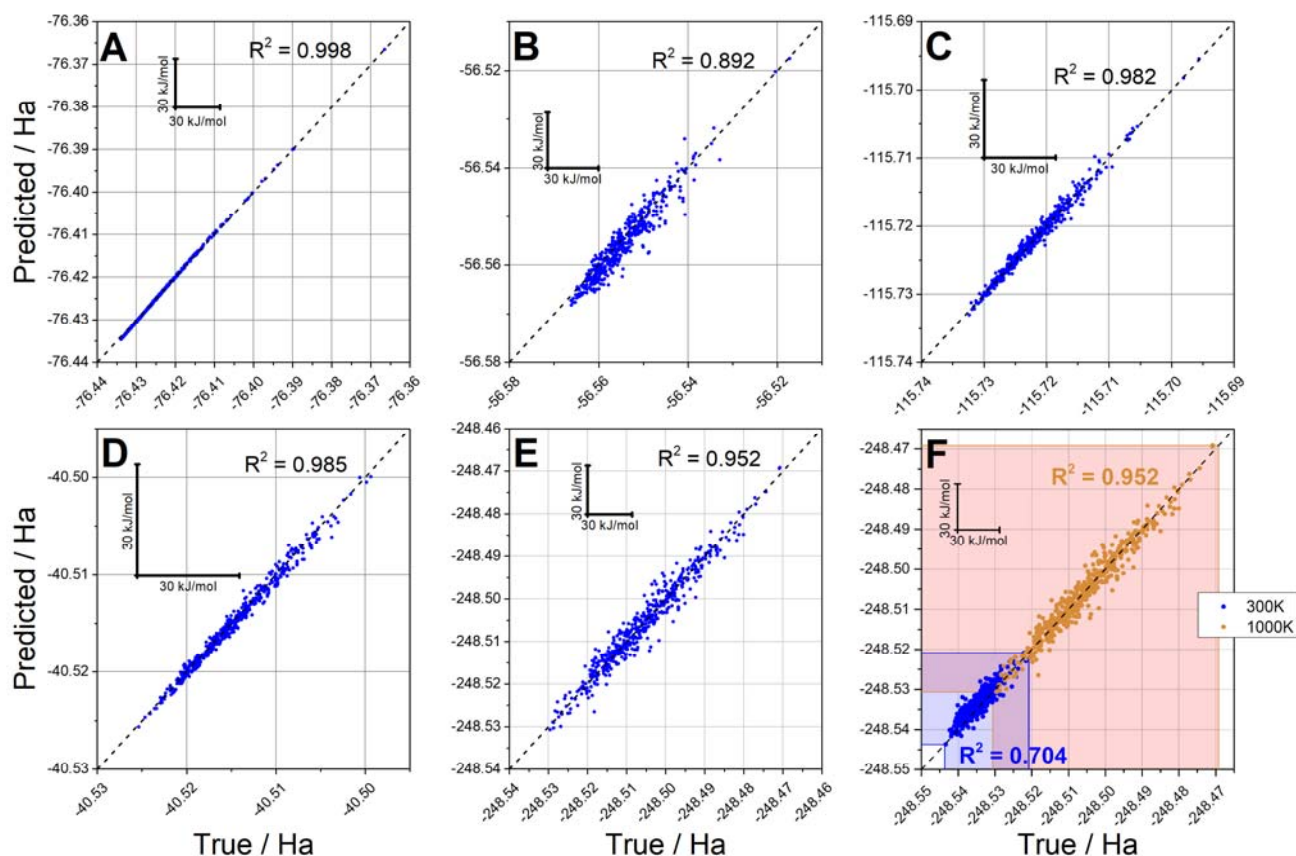 A
R² = 0.998
30 kJ/mol
30 kJ/mol
-76.36
-76.37
-76.38
-76.39
-76.40
-76.41
-76.42
-76.43
-76.44
-76.44
-76.43
-76.42
-76.41
-76.40
-76.39
-76.38
-76.37
-76.36
Predicted / Ha
B
R² = 0.892
30 kJ/mol
30 kJ/mol
-56.52
-56.54
-56.56
-56.58
-56.58
-56.56
-56.54
-56.52
C
R² = 0.982
30 kJ/mol
30 kJ/mol
-115.69
-115.70
-115.71
-115.72
-115.73
-115.74
-115.74
-115.73
-115.72
-115.71
-115.70
-115.69
D
R² = 0.985
30 kJ/mol
30 kJ/mol
-40.50
-40.51
-40.52
-40.53
-40.53
-40.52
-40.51
-40.50
Predicted / Ha
True / Ha
E
R² = 0.952
30 kJ/mol
30 kJ/mol
-248.46
-248.47
-248.48
-248.49
-248.50
-248.51
-248.52
-248.53
-248.54
-248.54
-248.53
-248.52
-248.51
-248.50
-248.49
-248.48
-248.47
-248.46
True / Ha
F
R² = 0.952
30 kJ/mol
30 kJ/mol
R² = 0.704
300K
1000K
-248.47
-248.48
-248.49
-248.50
-248.51
-248.52
-248.53
-248.54
-248.55
-248.55
-248.54
-248.53
-248.52
-248.51
-248.50
-248.49
-248.48
-248.47
True / Ha